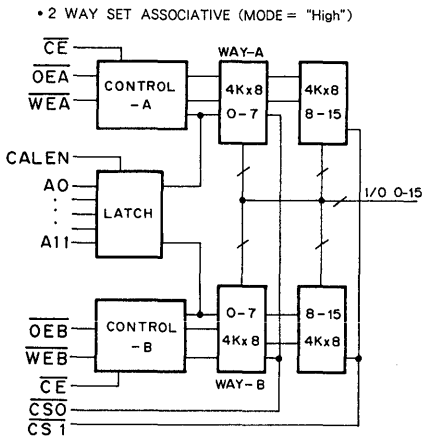 • 2 WAY SET ASSOCIATIVE (MODE = "High")
CE
OEA
WEA
CONTROL
-A
WAY-A
4Kx8
0-7
4Kx8
8-15
CALEN
A0
A11
LATCH
I/O 0-15
OEB
WEB
CE
CONTROL
-B
0-7
4Kx8
WAY-B
8-15
4Kx8
CS0
CS1